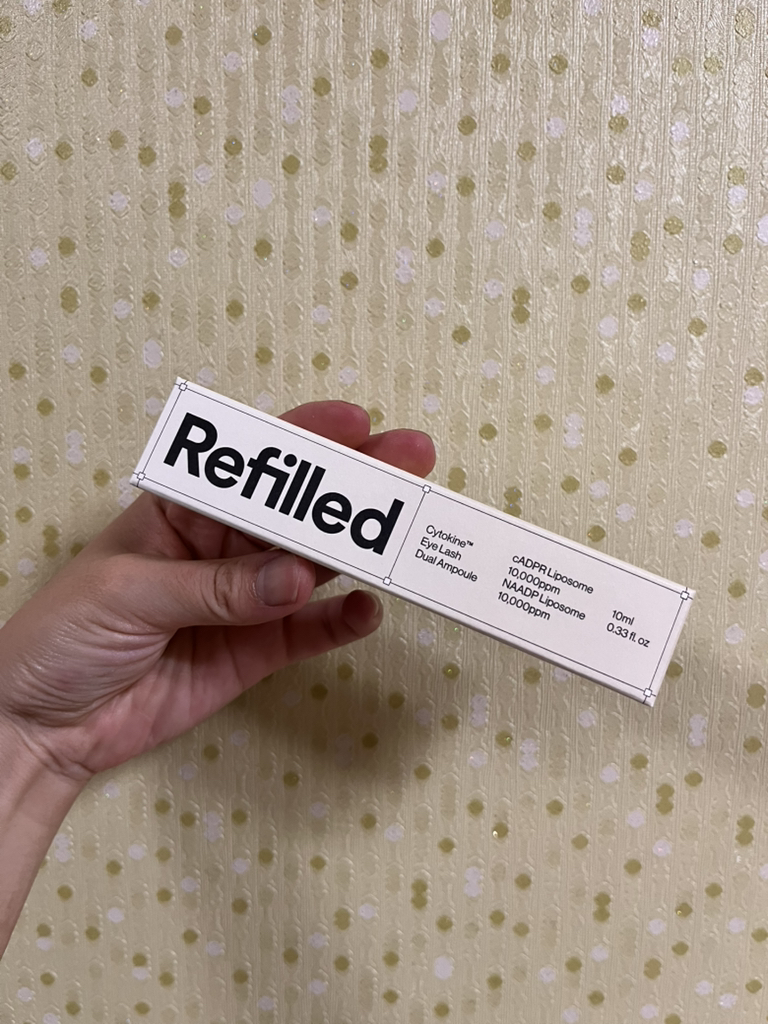 Refilled
Cytokine™
Eye Lash
Dual Ampoule
cADPR Liposome
10,000ppm
NAADP Liposome
10,000ppm
10ml
0.33 fl. oz